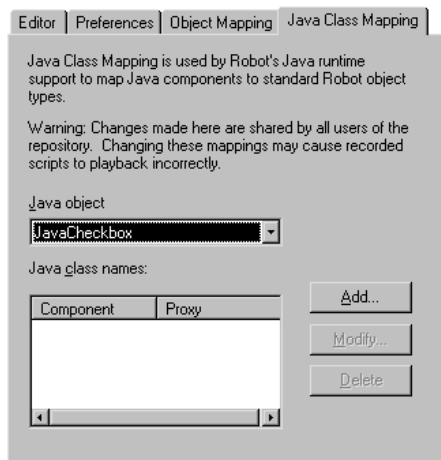 Editor Preferences Object Mapping Java Class Mapping
Java Class Mapping is used by Robot's Java runtime
support to map Java components to standard Robot object
types.
Warning: Changes made here are shared by all users of the
repository. Changing these mappings may cause recorded
scripts to playback incorrectly.
Java object
JavaCheckbox
Java class names:
Component Proxy
Add...
Modify...
Delete